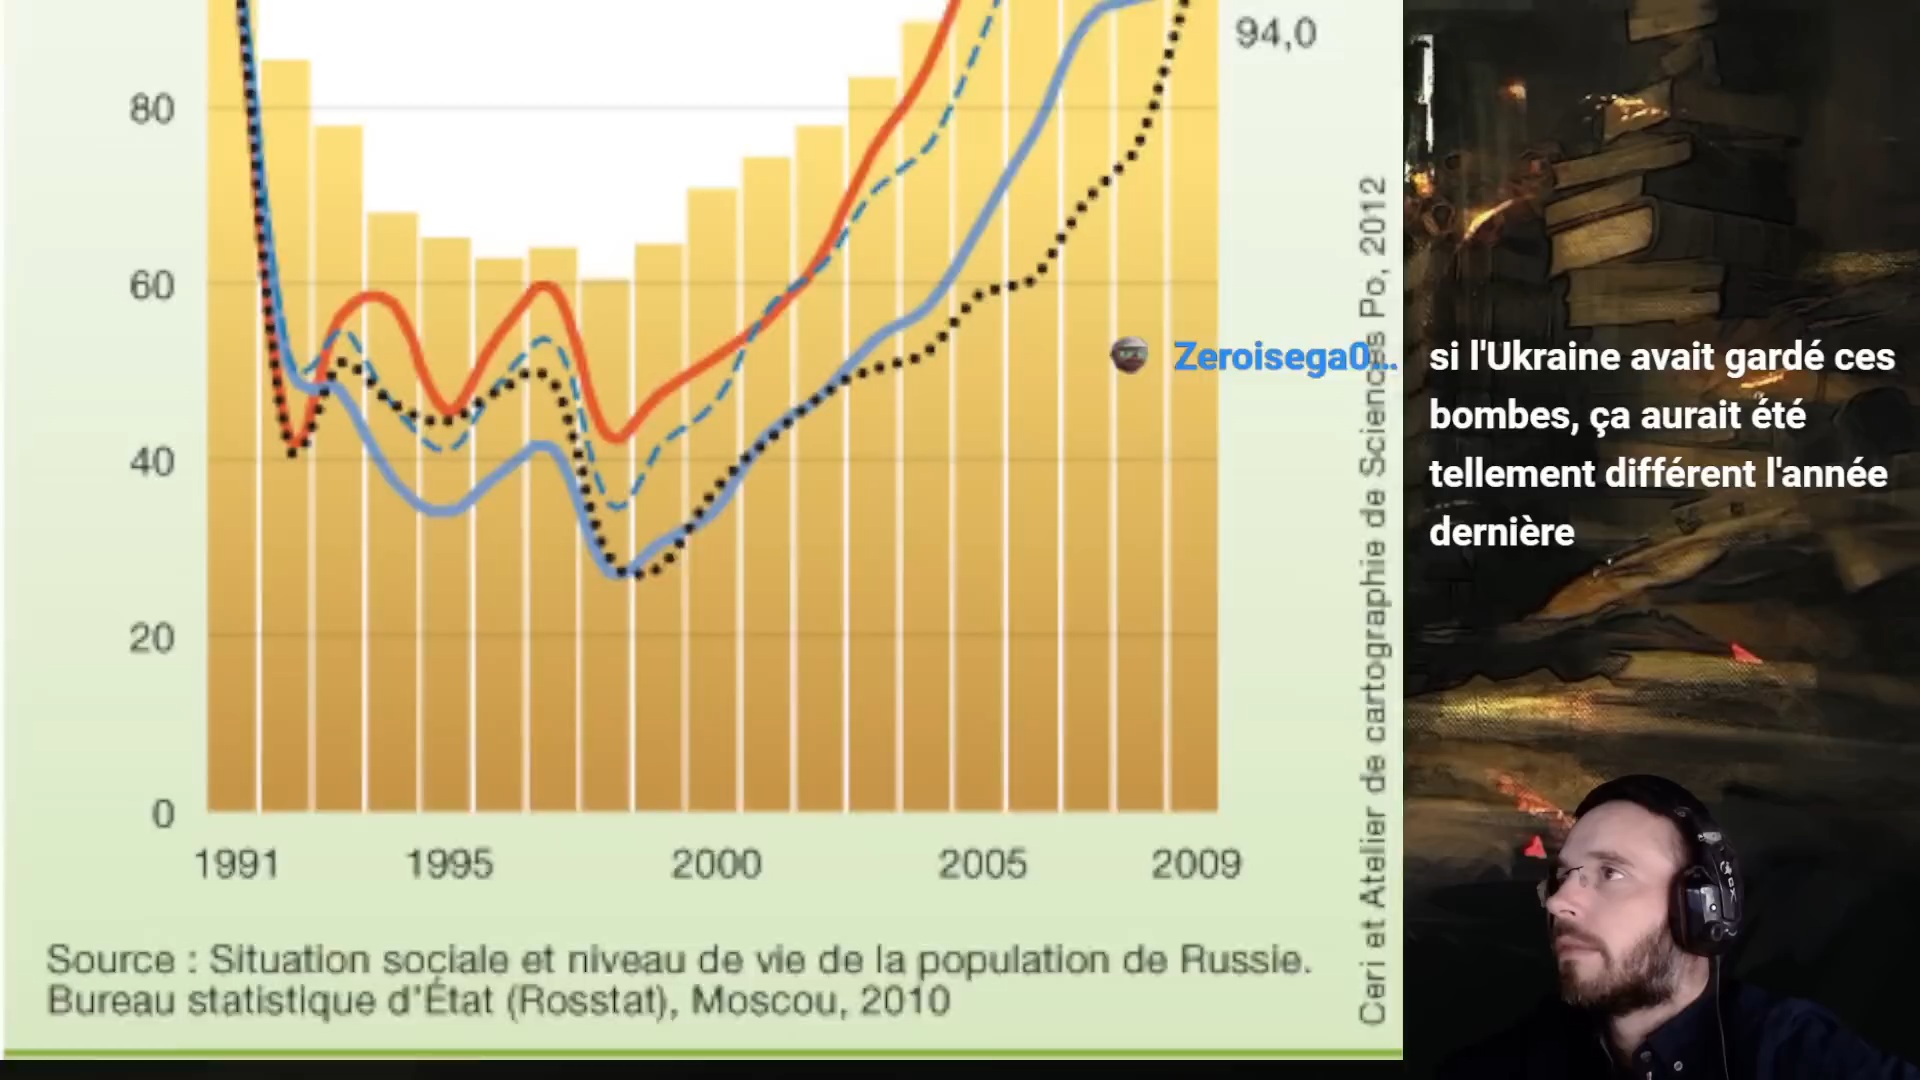 94,0
80
60
40
20
0
1991 1995 2000 2005 2009
Source : Situation sociale et niveau de vie de la population de Russie.
Bureau statistique d'État (Rosstat), Moscou, 2010
Ceri et Atelier de cartographie de Sciences Po, 2012
Zeroisega0...
si l'Ukraine avait gardé ces
bombes, ça aurait été
tellement différent l'année
dernière